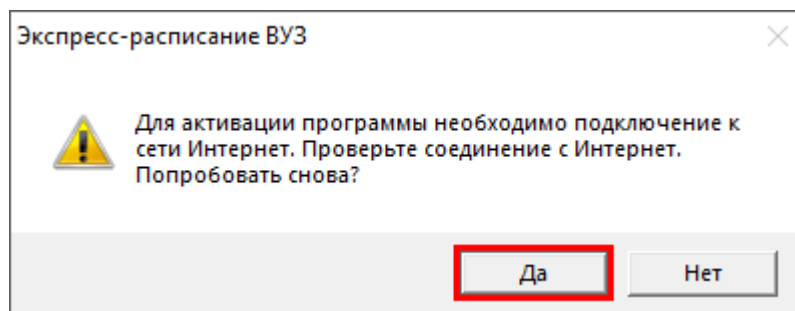 Экспресс-расписание ВУЗ
Для активации программы необходимо подключение к
сети Интернет. Проверьте соединение с Интернет.
Попробовать снова?
Да
Нет